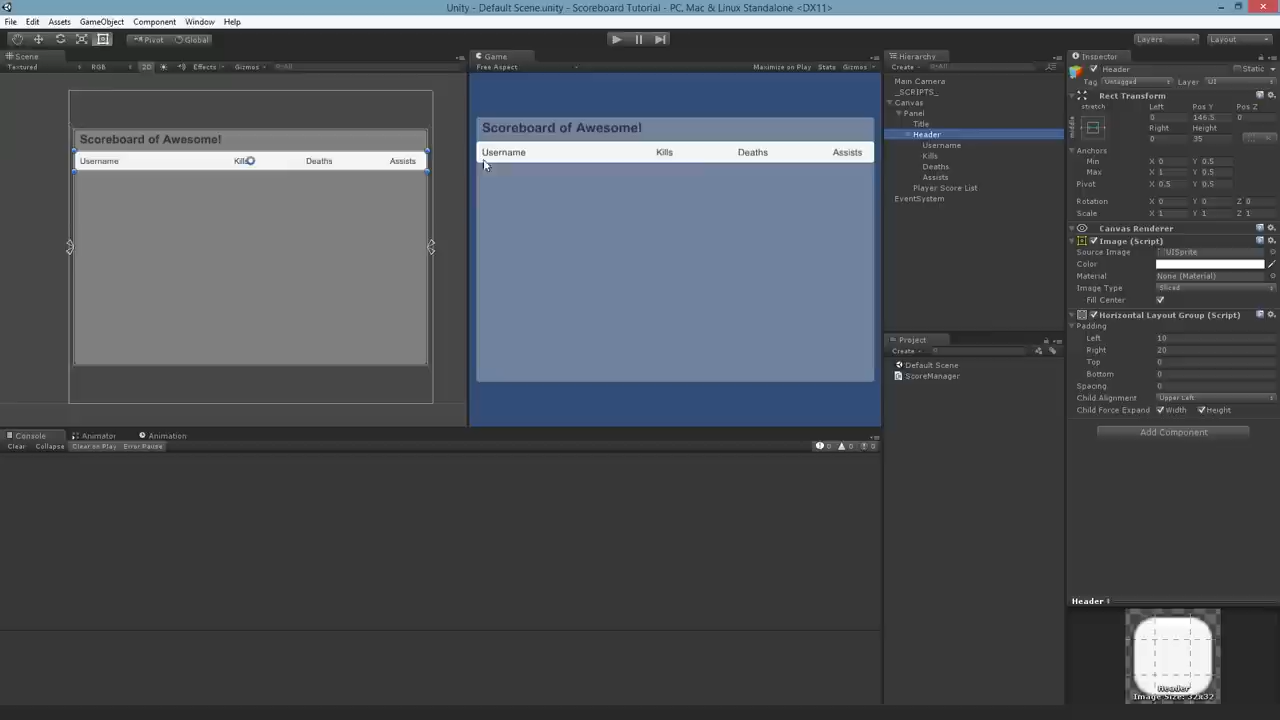 Unity - Default Scene.unity - Scoreboard Tutorial - PC, Mac & Linux Standalone <DX11>
File Edit Assets GameObject Component Window Help
Pivot Global Layers Layout
Scene
Textured RGB 2D Effects Gizmos All
Scoreboard of Awesome!
Username Kills Deaths Assists
Game
Free Aspect Maximize on Play Stats Gizmos
Scoreboard of Awesome!
Username Kills Deaths Assists
Hierarchy
Create All
Main Camera
_SCRIPTS_
Canvas
Panel
Title
Header
Username
Kills
Deaths
Assists
Player Score List
EventSystem
Project
Create
Default Scene
ScoreManager
Inspector
Header Static
Tag Untagged Layer UI
Rect Transform
stretch Left Pos Y Pos Z
middle 0 146.5 0
Right Height
0 35
Anchors
Min X 0 Y 0.5
Max X 1 Y 0.5
Pivot X 0.5 Y 0.5
Rotation X 0 Y 0 Z 0
Scale X 1 Y 1 Z 1
Canvas Renderer
Image (Script)
Source Image UISprite
Color
Material None (Material)
Image Type Sliced
Fill Center
Horizontal Layout Group (Script)
Padding
Left 10
Right 20
Top 0
Bottom 0
Spacing 0
Child Alignment Upper Left
Child Force Expand Width Height
Add Component
Header
Header
Image Size: 32x32
Console Animator Animation
Clear Collapse Clear on Play Error Pause 0 0 0